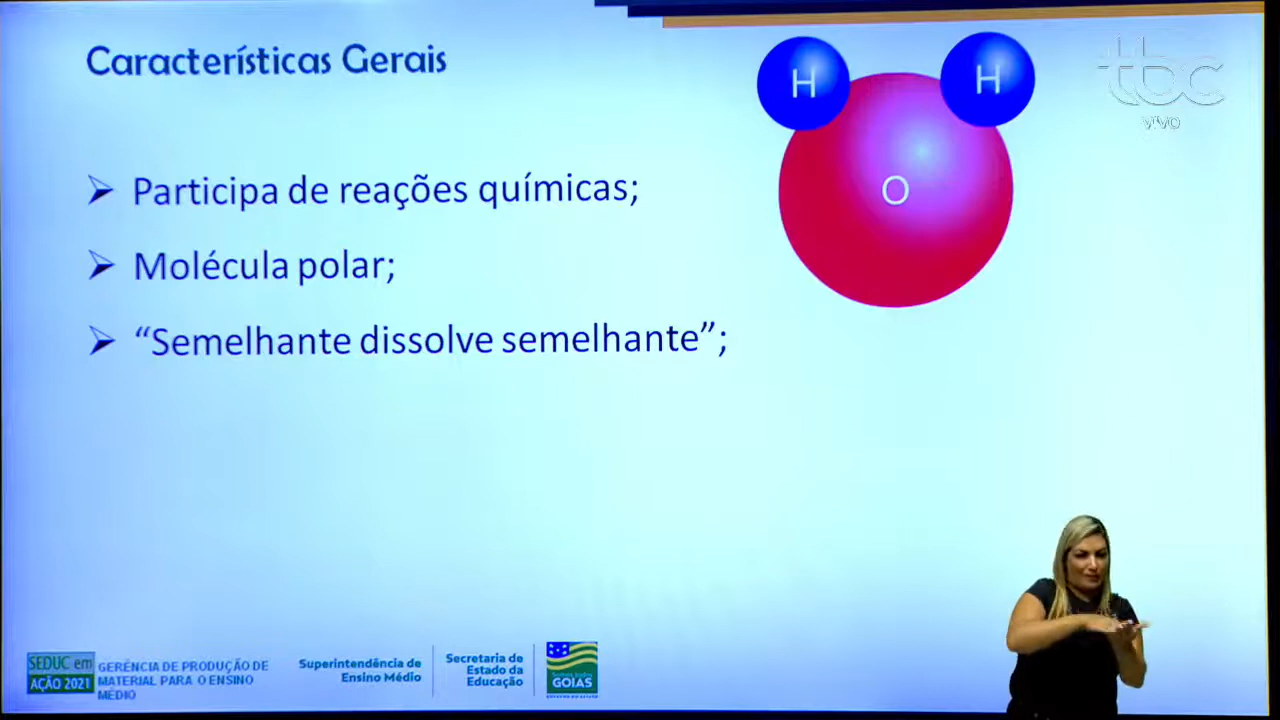 Características Gerais
H
H
O
tbc
VIVO
➢ Participa de reações químicas;
➢ Molécula polar;
➢ “Semelhante dissolve semelhante”;
SEDUC em
AÇÃO 2021
GERÊNCIA DE PRODUÇÃO DE
MATERIAL PARA O ENSINO
MÉDIO
Superintendência de
Ensino Médio
Secretaria de
Estado da
Educação
GOIÁS